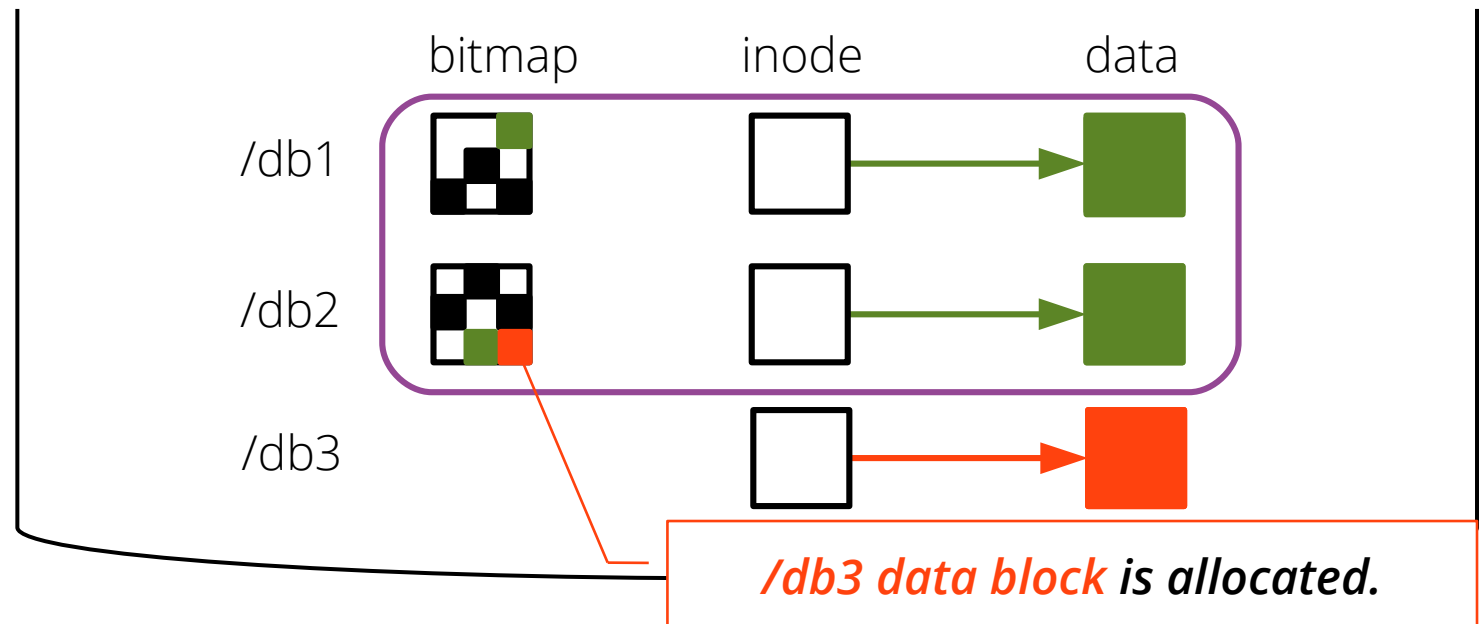 bitmap inode data
/db1
/db2
/db3
/db3 data block is allocated.